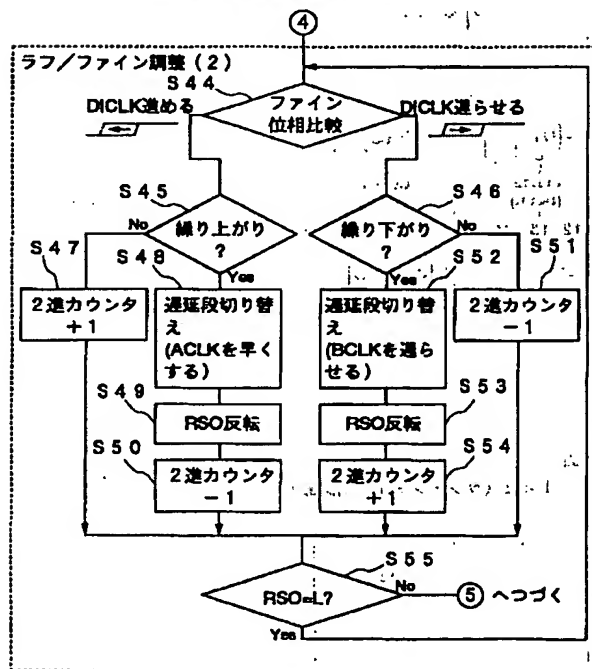 ④
ラフ/ファイン調整(2)
S44
DICLK進める
ファイン
位相比較
DICLK遅らせる
S45
S46
No
繰り上がり
?
繰り下がり
?
No
S47
S48
Yes
Yes
S52
S51
2進カウンタ
+1
遅延段切り替
え
(ACLKを早く
する)
遅延段切り替
え
(BCLKを遅ら
せる)
2進カウンタ
-1
S49
S53
RSO反転
RSO反転
S50
S54
2進カウンタ
-1
2進カウンタ
+1
S55
RSO=L?
No
⑤ へつづく
Yes